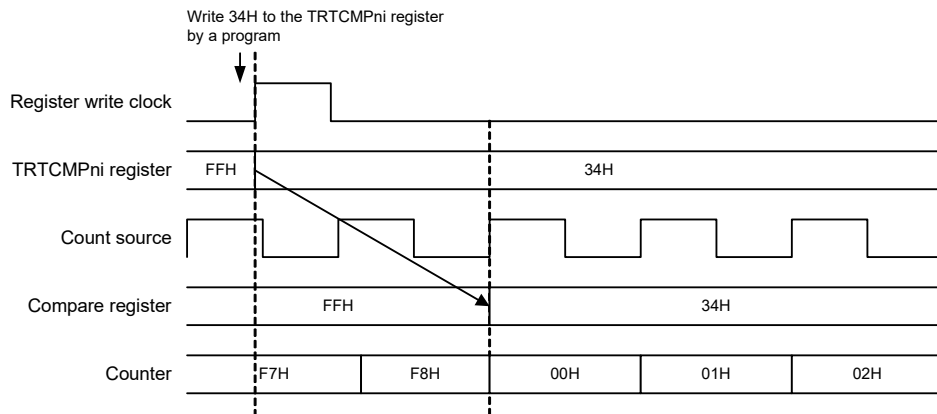 Write 34H to the TRTCMPni register
by a program
Register write clock
TRTCMPni register
FFH
34H
Count source
Compare register
FFH
34H
Counter
F7H
F8H
00H
01H
02H